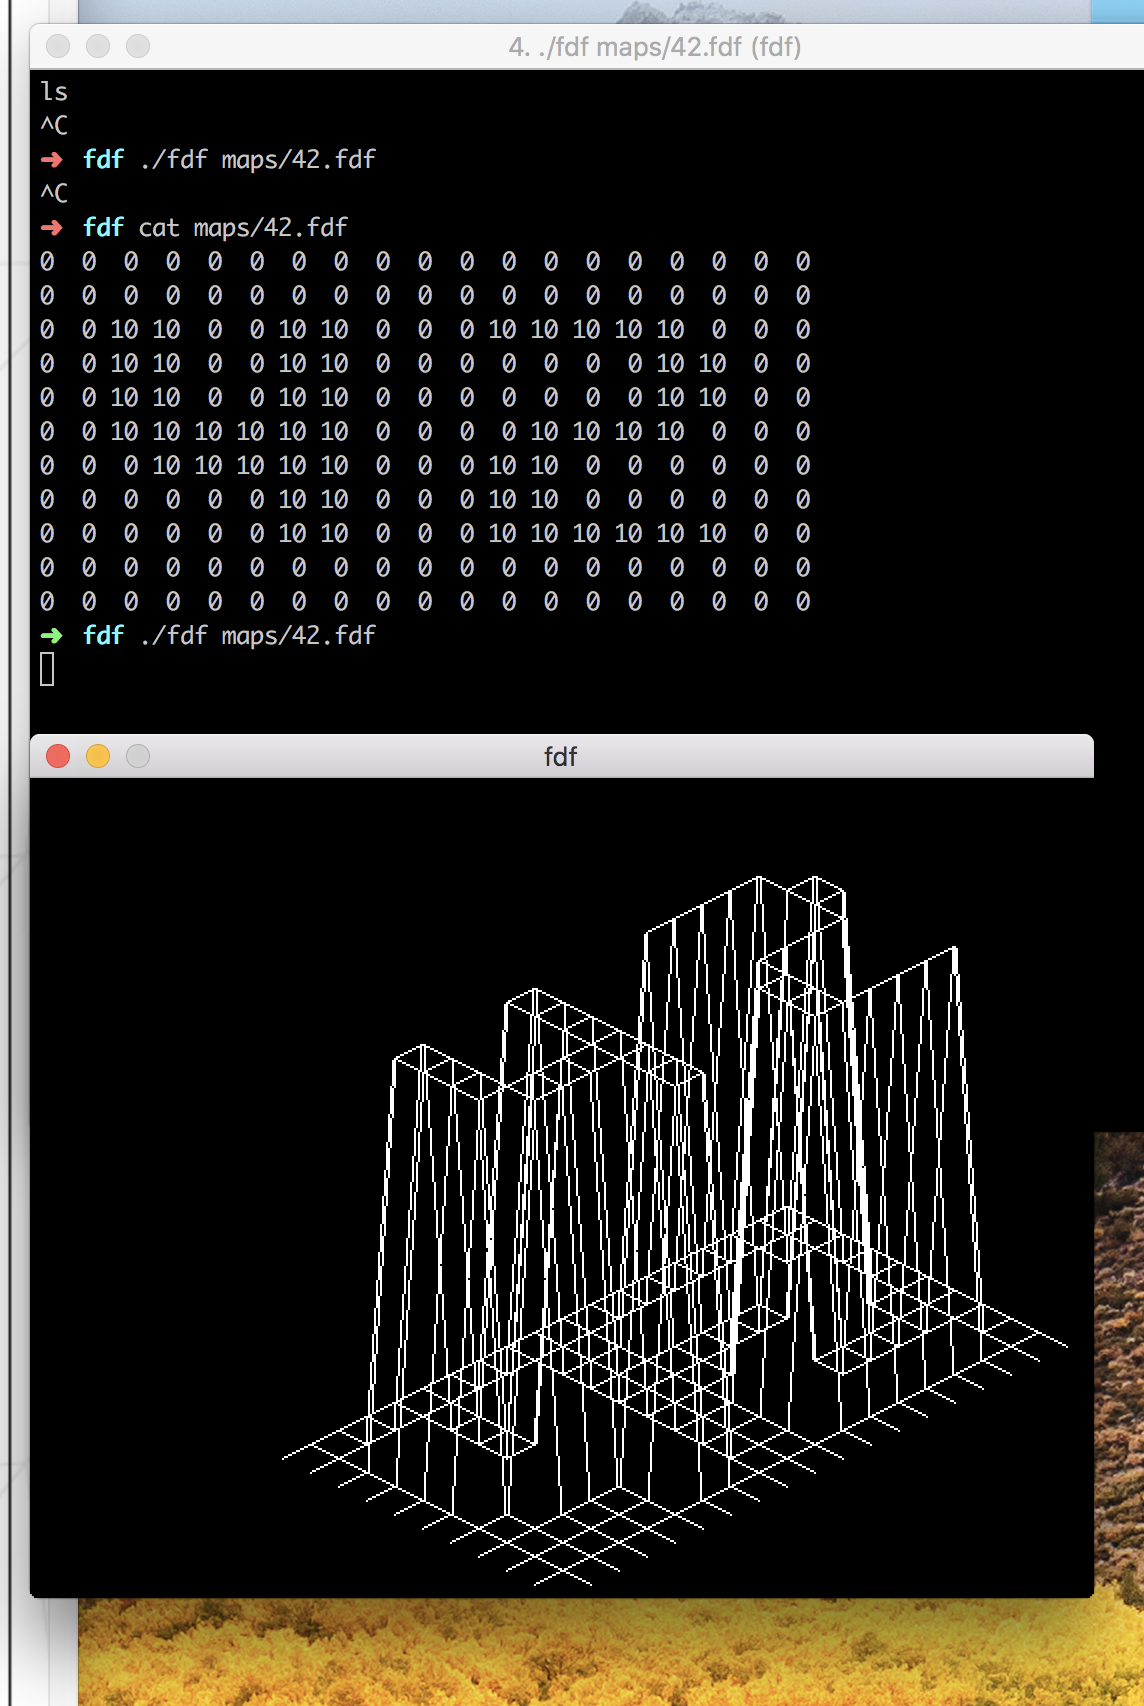 4. ./fdf maps/42.fdf (fdf)
ls
^C
➜ fdf ./fdf maps/42.fdf
^C
➜ fdf cat maps/42.fdf
0 0 0 0 0 0 0 0 0 0 0 0 0 0 0 0 0 0 0
0 0 0 0 0 0 0 0 0 0 0 0 0 0 0 0 0 0 0
0 0 10 10 0 0 10 10 0 0 0 10 10 10 10 10 0 0 0
0 0 10 10 0 0 10 10 0 0 0 0 0 0 0 10 10 0 0
0 0 10 10 0 0 10 10 0 0 0 0 0 0 0 10 10 0 0
0 0 10 10 10 10 10 10 0 0 0 0 10 10 10 10 0 0 0
0 0 0 10 10 10 10 10 0 0 0 10 10 0 0 0 0 0 0
0 0 0 0 0 0 10 10 0 0 0 10 10 0 0 0 0 0 0
0 0 0 0 0 0 10 10 0 0 0 10 10 10 10 10 10 0 0
0 0 0 0 0 0 0 0 0 0 0 0 0 0 0 0 0 0 0
0 0 0 0 0 0 0 0 0 0 0 0 0 0 0 0 0 0 0
➜ fdf ./fdf maps/42.fdf
fdf